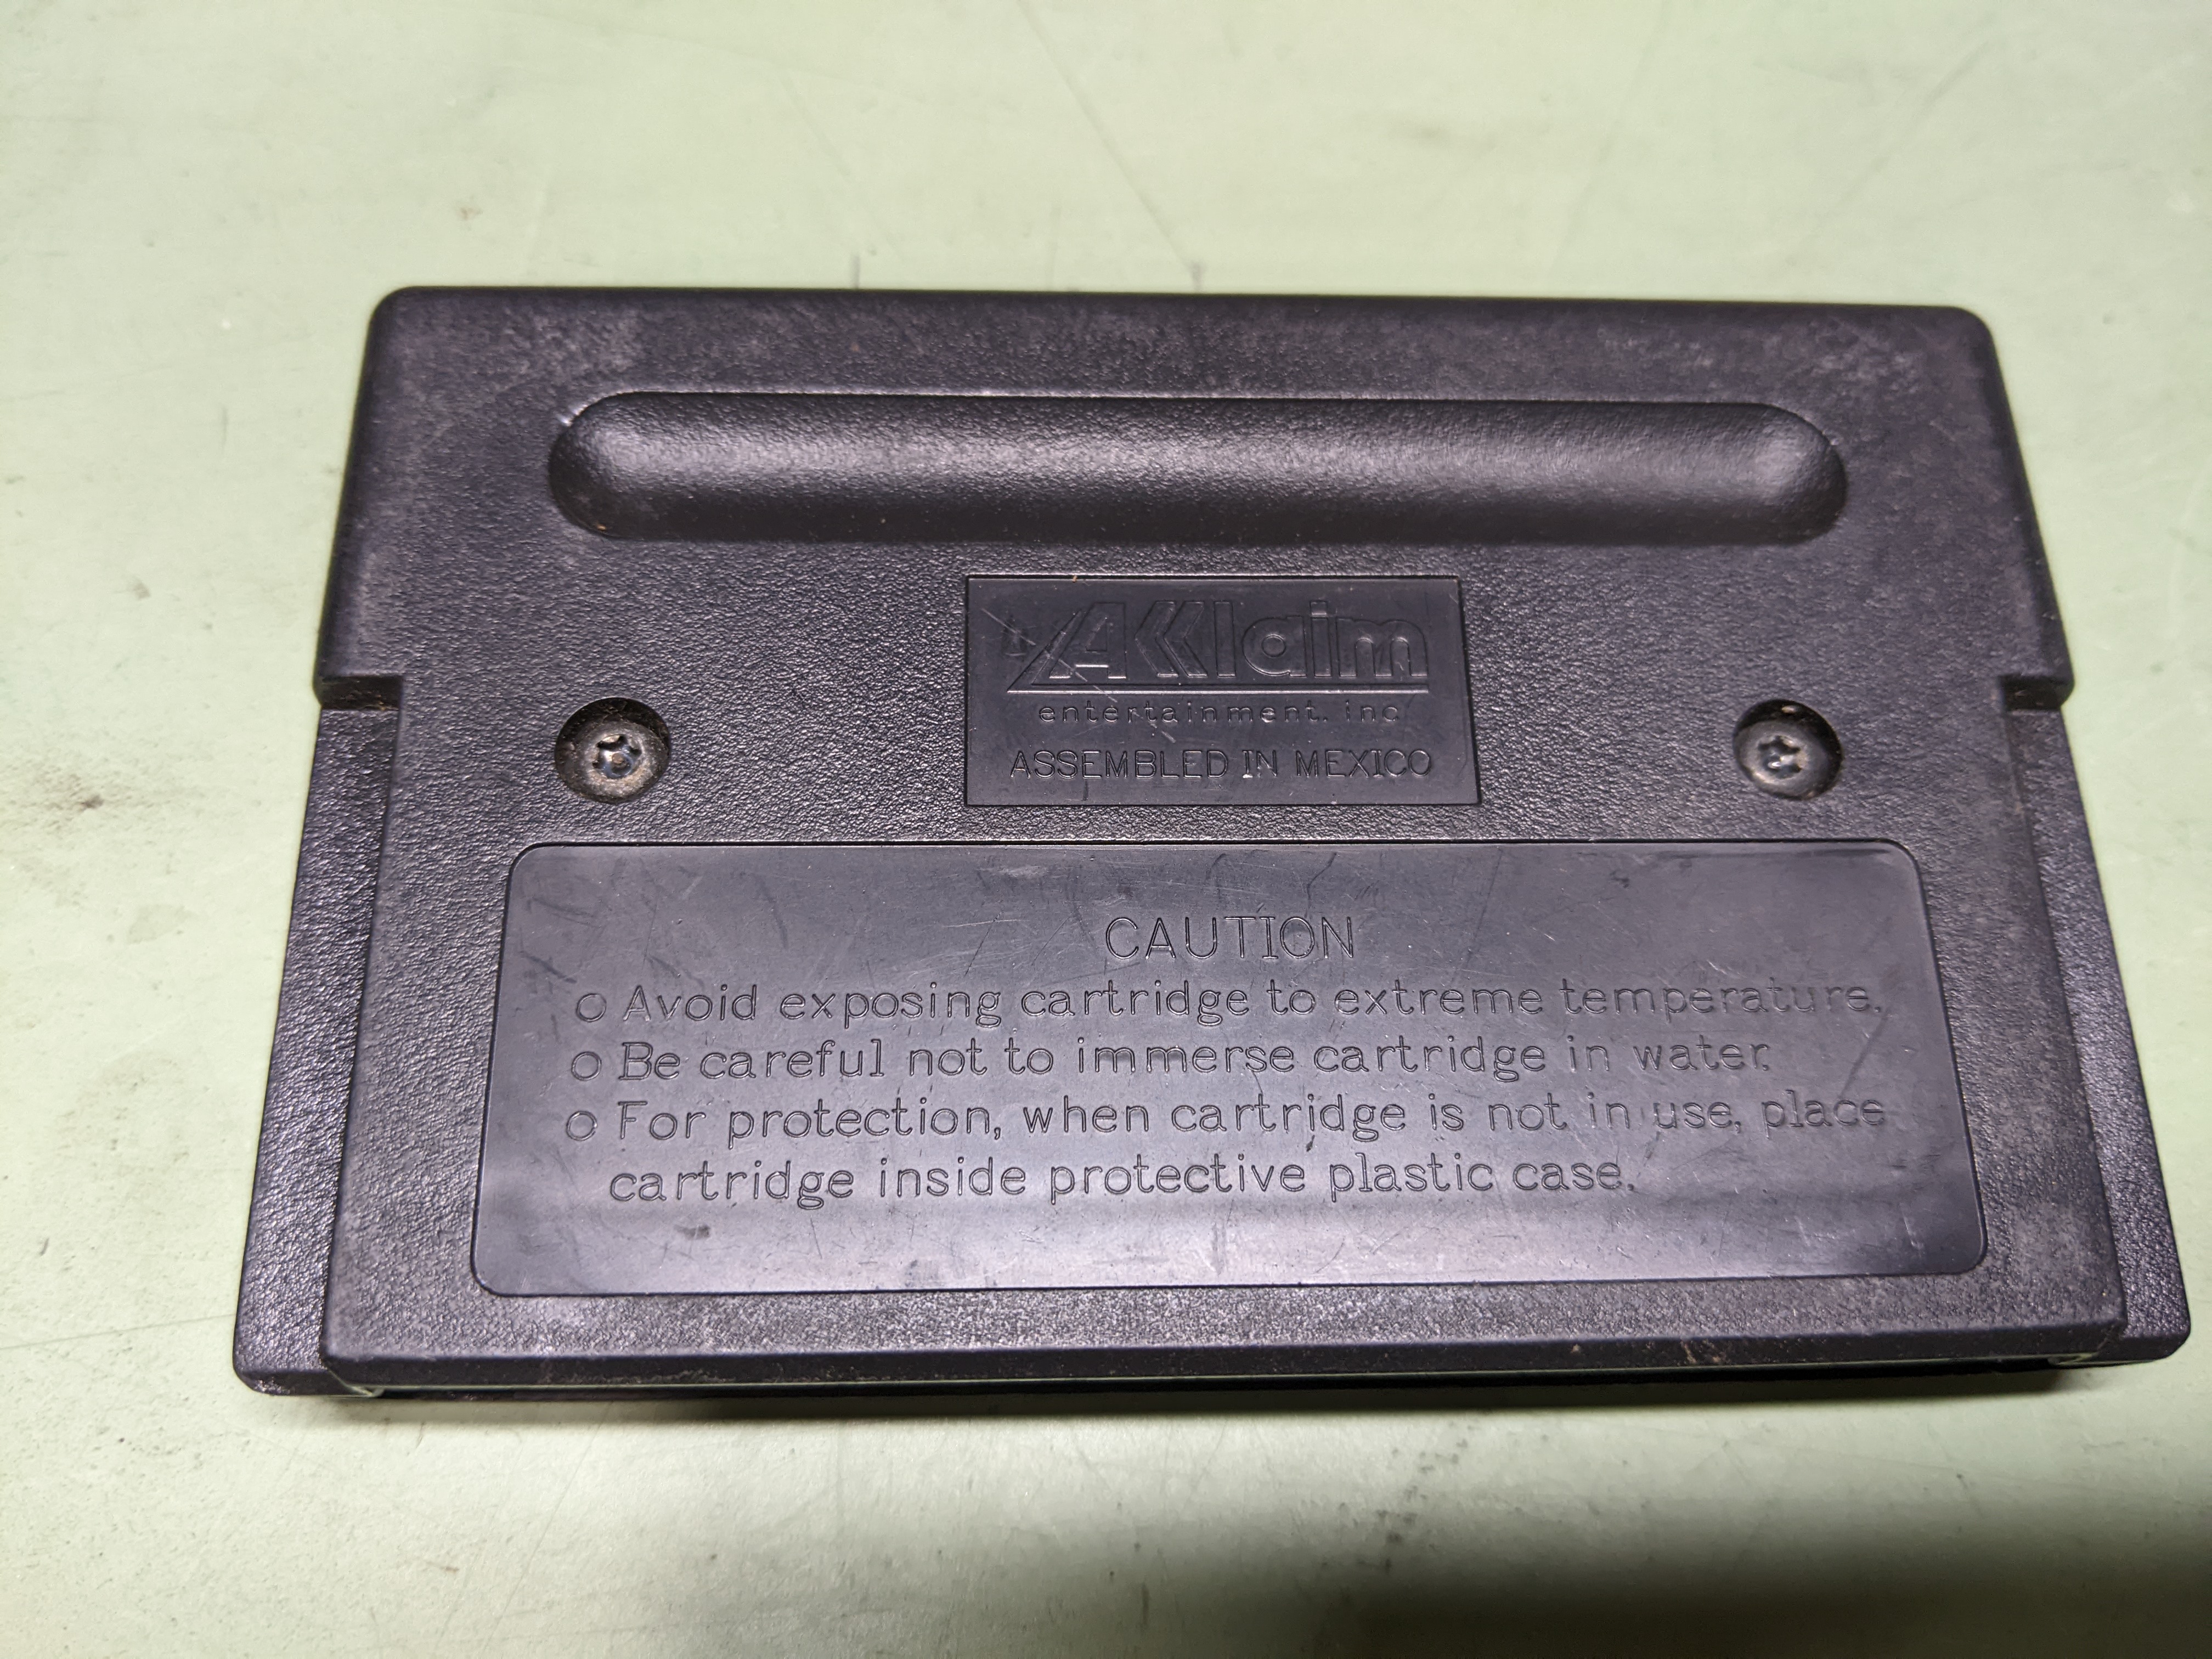 AKklaim
entertainment, inc
ASSEMBLED IN MEXICO
CAUTION
o Avoid exposing cartridge to extreme temperature.
o Be careful not to immerse cartridge in water.
o For protection, when cartridge is not in use, place
cartridge inside protective plastic case.